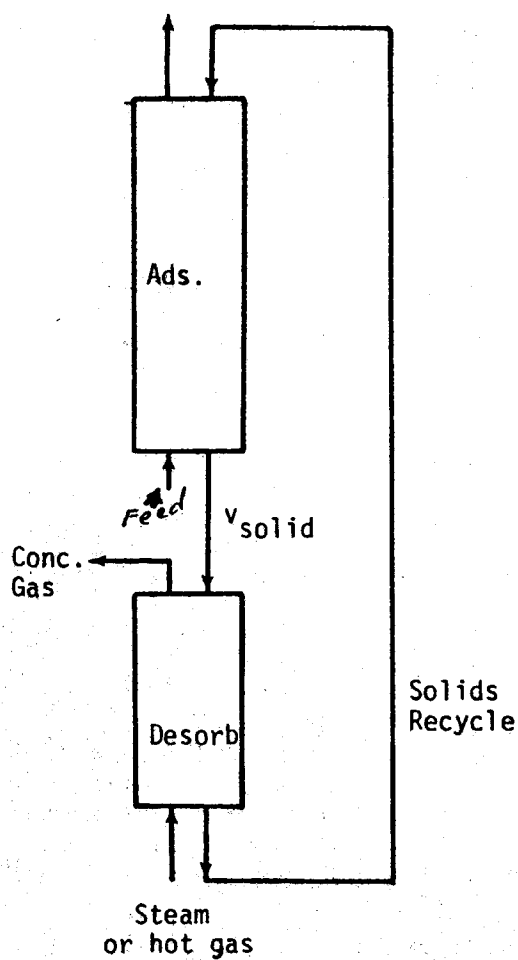 Ads.
Feed
v solid
Conc.
Gas
Desorb
Solids
Recycle
Steam
or hot gas